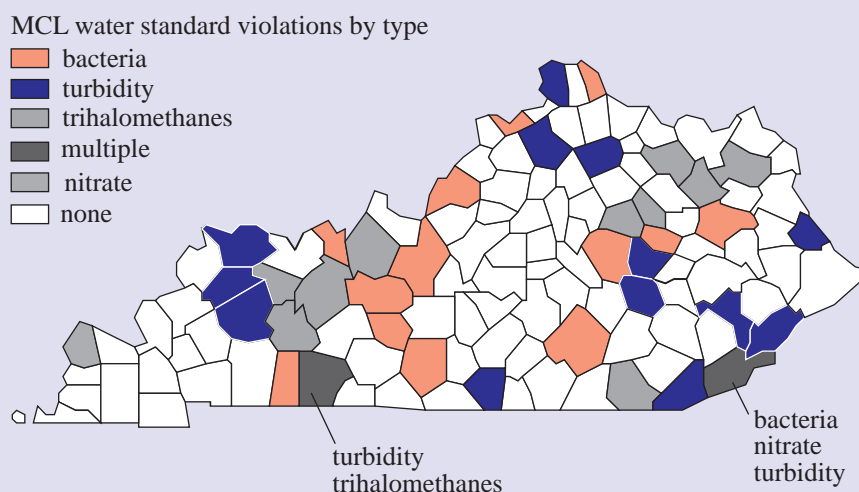 MCL water standard violations by type
bacteria
turbidity
trihalomethanes
multiple
nitrate
none
turbidity
trihalomethanes
bacteria
nitrate
turbidity